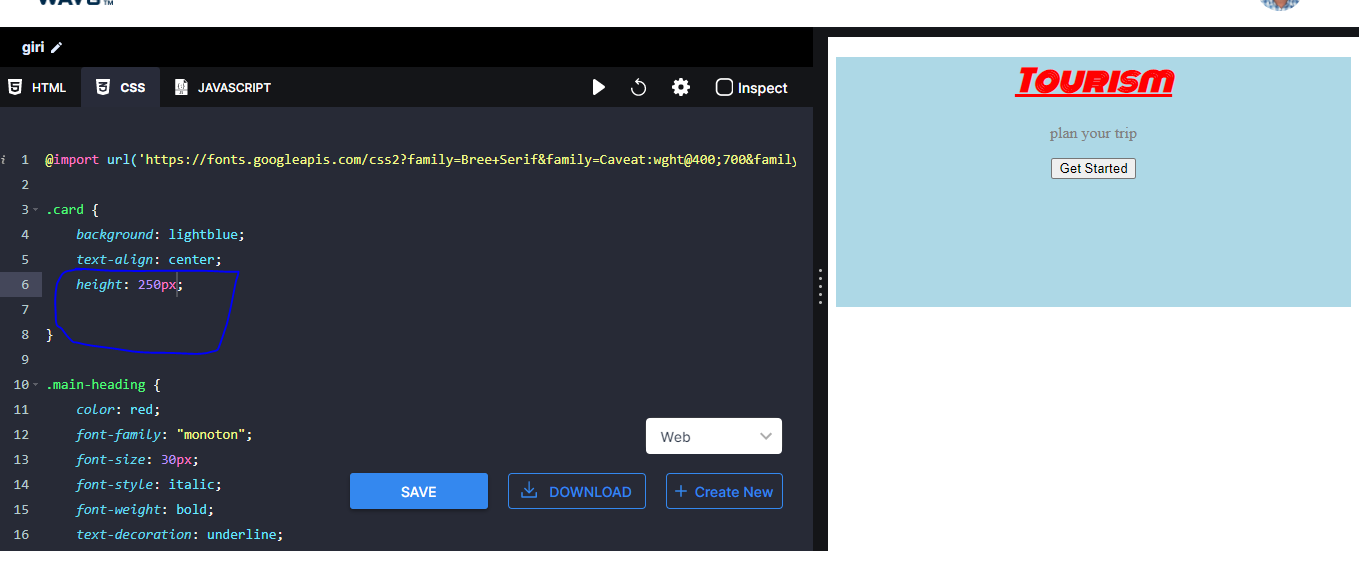 giri
HTML
CSS
JAVASCRIPT
Inspect
i 1 @import url('https://fonts.googleapis.com/css2?family=Bree+Serif&family=Caveat:wght@400;700&family
2
3 .card {
4 background: lightblue;
5 text-align: center;
6 height: 250px;
7
8 }
9
10 .main-heading {
11 color: red;
12 font-family: "monoton";
13 font-size: 30px;
14 font-style: italic;
15 font-weight: bold;
16 text-decoration: underline;
Web
SAVE
DOWNLOAD
+ Create New
Tourism
plan your trip
Get Started